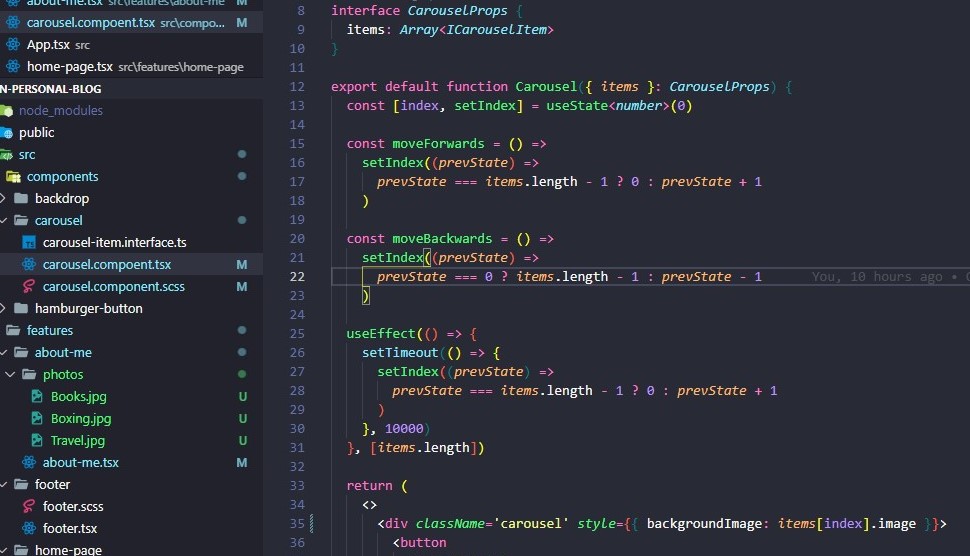 about-me.tsx src\features\about-me M
carousel.compoent.tsx src\compo... M
App.tsx src
home-page.tsx src\features\home-page
N-PERSONAL-BLOG
node_modules
public
src
components
backdrop
carousel
carousel-item.interface.ts
carousel.compoent.tsx M
carousel.component.scss M
hamburger-button
features
about-me
photos
Books.jpg U
Boxing.jpg U
Travel.jpg U
about-me.tsx M
footer
footer.scss
footer.tsx
home-page
8 interface CarouselProps {
9 items: Array<ICarouselItem>
10 }
11
12 export default function Carousel({ items }: CarouselProps) {
13 const [index, setIndex] = useState<number>(0)
14
15 const moveForwards = () =>
16 setIndex((prevState) =>
17 prevState === items.length - 1 ? 0 : prevState + 1
18 )
19
20 const moveBackwards = () =>
21 setIndex((prevState) =>
22 prevState === 0 ? items.length - 1 : prevState - 1 You, 10 hours ago •
23 )
24
25 useEffect(() => {
26 setTimeout(() => {
27 setIndex((prevState) =>
28 prevState === items.length - 1 ? 0 : prevState + 1
29 )
30 }, 10000)
31 }, [items.length])
32
33 return (
34 <>
35 <div className='carousel' style={{ backgroundImage: items[index].image }}>
36 <button